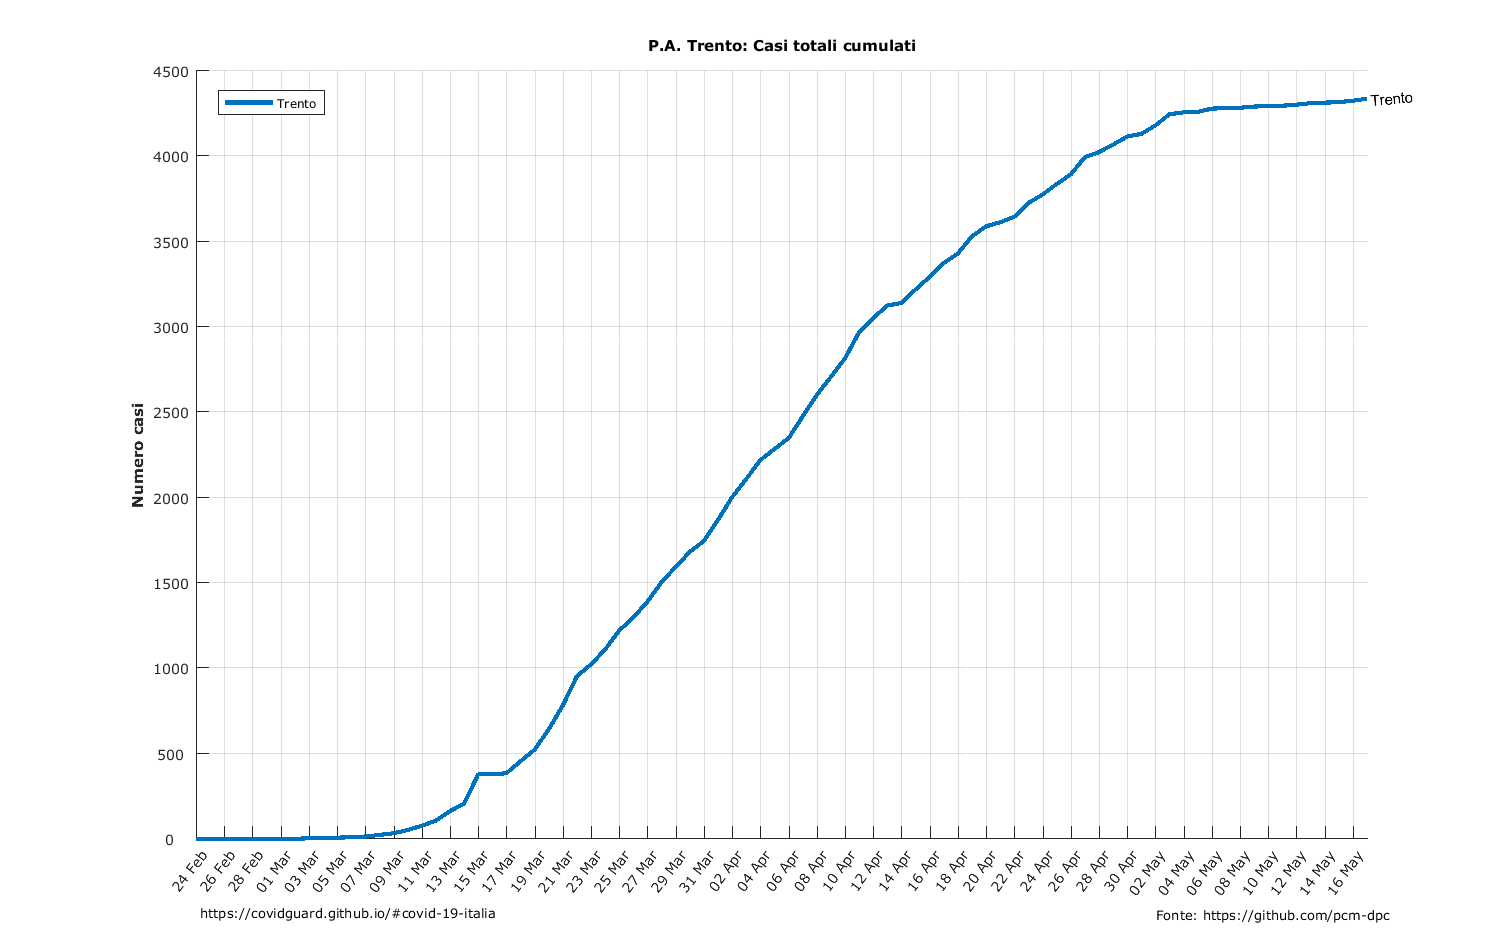 P.A. Trento: Casi totali cumulati
4500
4000
3500
3000
2500
2000
1500
1000
500
0
Numero casi
Trento
Trento
24 Feb
26 Feb
28 Feb
01 Mar
03 Mar
05 Mar
07 Mar
09 Mar
11 Mar
13 Mar
15 Mar
17 Mar
19 Mar
21 Mar
23 Mar
25 Mar
27 Mar
29 Mar
31 Mar
02 Apr
04 Apr
06 Apr
08 Apr
10 Apr
12 Apr
14 Apr
16 Apr
18 Apr
20 Apr
22 Apr
24 Apr
26 Apr
28 Apr
30 Apr
02 May
04 May
06 May
08 May
10 May
12 May
14 May
16 May
https://covidguard.github.io/#covid-19-italia
Fonte: https://github.com/pcm-dpc